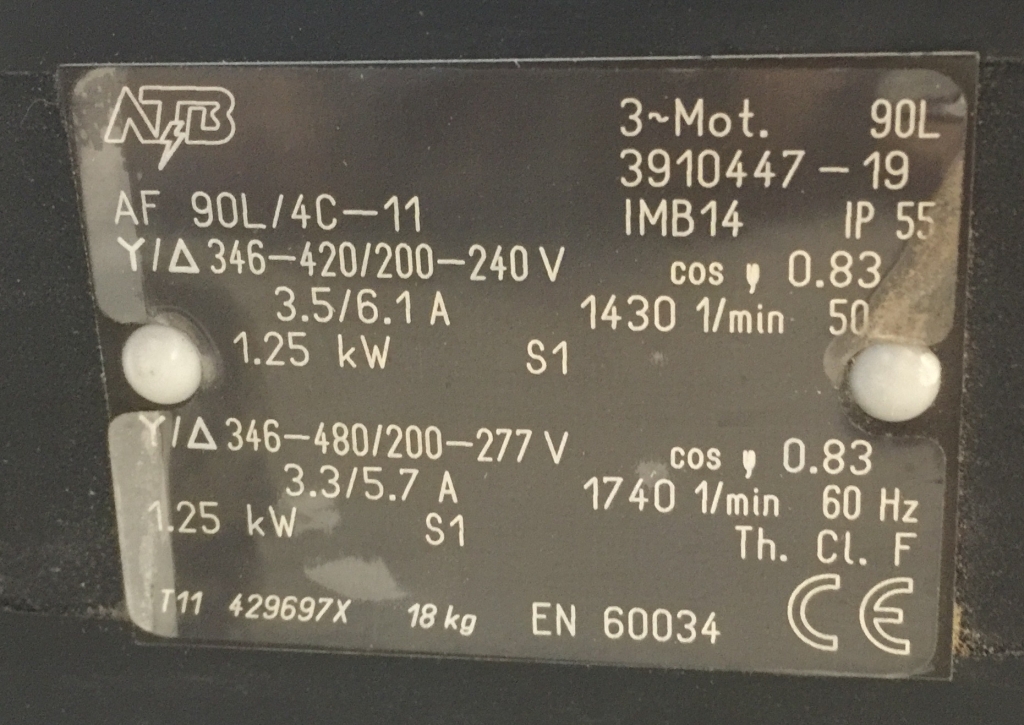 ATB
3~Mot. 90L
3910447-19
AF 90L/4C-11
IMB14 IP 55
Y/Δ 346-420/200-240 V
cos φ 0.83
3.5/6.1 A
1430 1/min 50
1.25 kW S1
Y/Δ 346-480/200-277 V
cos φ 0.83
3.3/5.7 A
1740 1/min 60 Hz
1.25 kW S1
Th. Cl. F
T11 429697X 18 kg EN 60034 CE